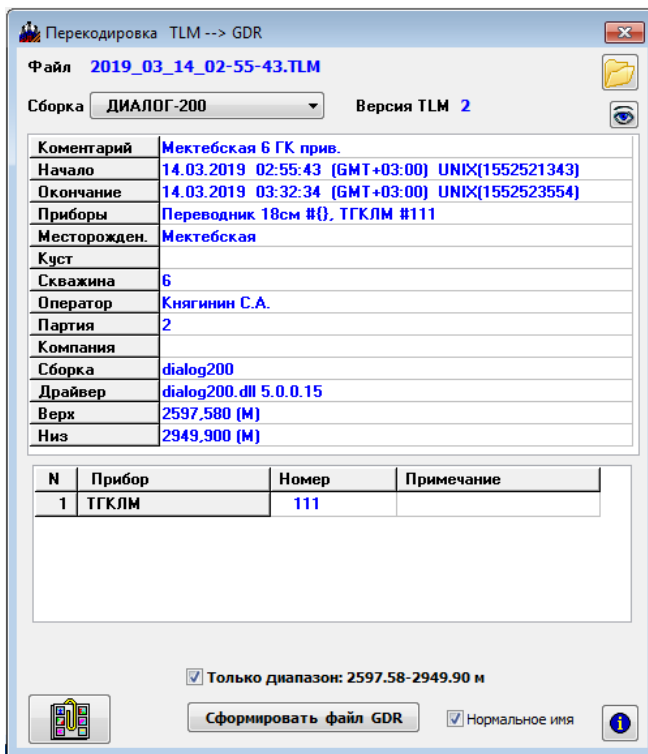 Перекодировка TLM --> GDR
Файл 2019_03_14_02-55-43.TLM
Сборка ДИАЛОГ-200 Версия TLM 2
Коментарий Мектебская 6 ГК прив.
Начало 14.03.2019 02:55:43 (GMT+03:00) UNIX(1552521343)
Окончание 14.03.2019 03:32:34 (GMT+03:00) UNIX(1552523554)
Приборы Переводник 18см #{}, ТГКЛМ #111
Месторожден. Мектебская
Куст
Скважина 6
Оператор Княгинин С.А.
Партия 2
Компания
Сборка dialog200
Драйвер dialog200.dll 5.0.0.15
Верх 2597,580 (М)
Низ 2949,900 (М)
N Прибор Номер Примечание
1 ТГКЛМ 111
Только диапазон: 2597.58-2949.90 м
Сформировать файл GDR Нормальное имя